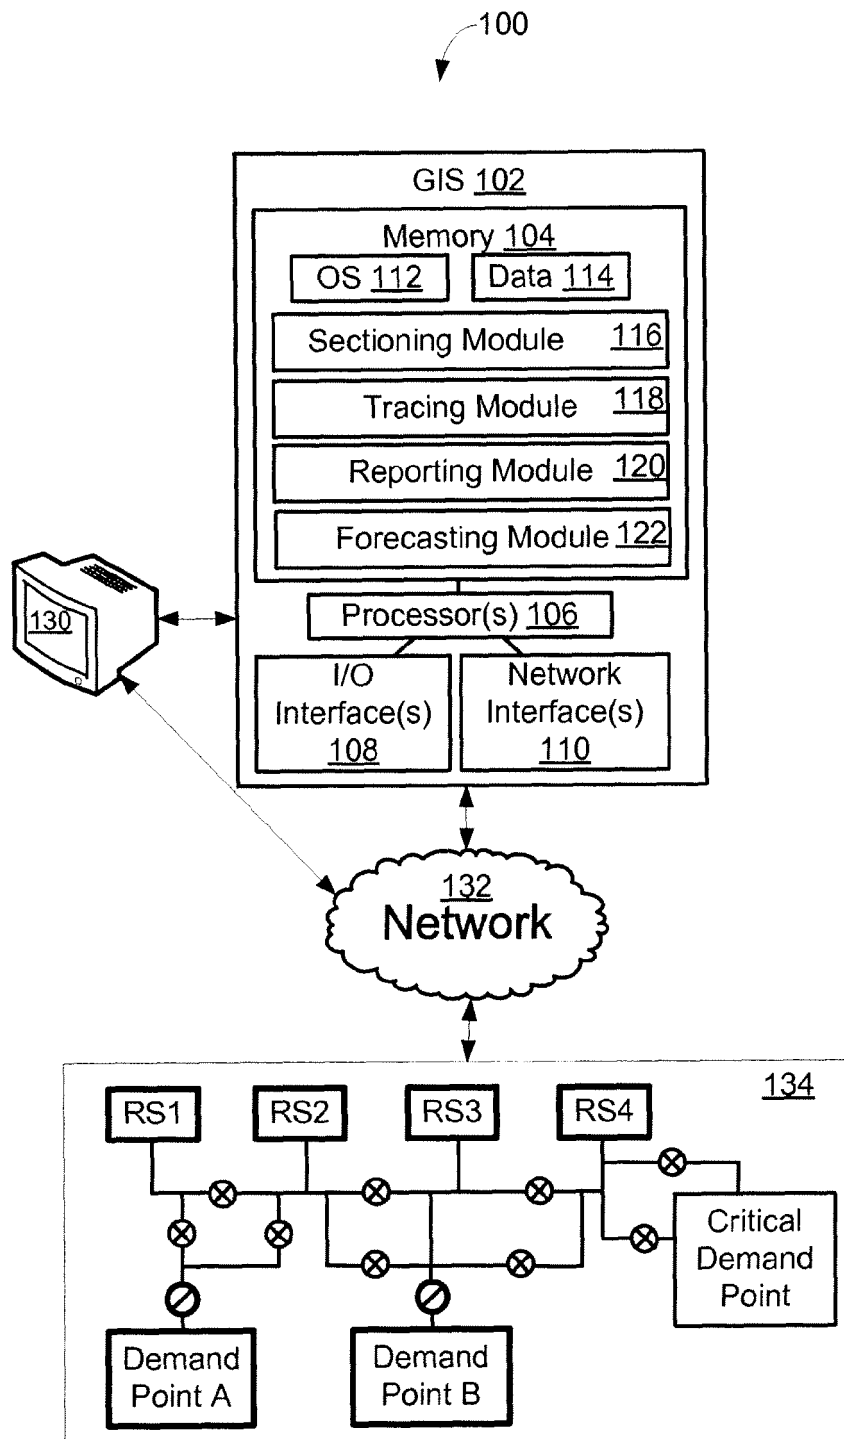 100
GIS 102
Memory 104
OS 112
Data 114
Sectioning Module 116
Tracing Module 118
Reporting Module 120
Forecasting Module 122
130
Processor(s) 106
I/O
Interface(s)
108
Network
Interface(s)
110
132
Network
134
RS1
RS2
RS3
RS4
Critical
Demand
Point
Demand
Point A
Demand
Point B